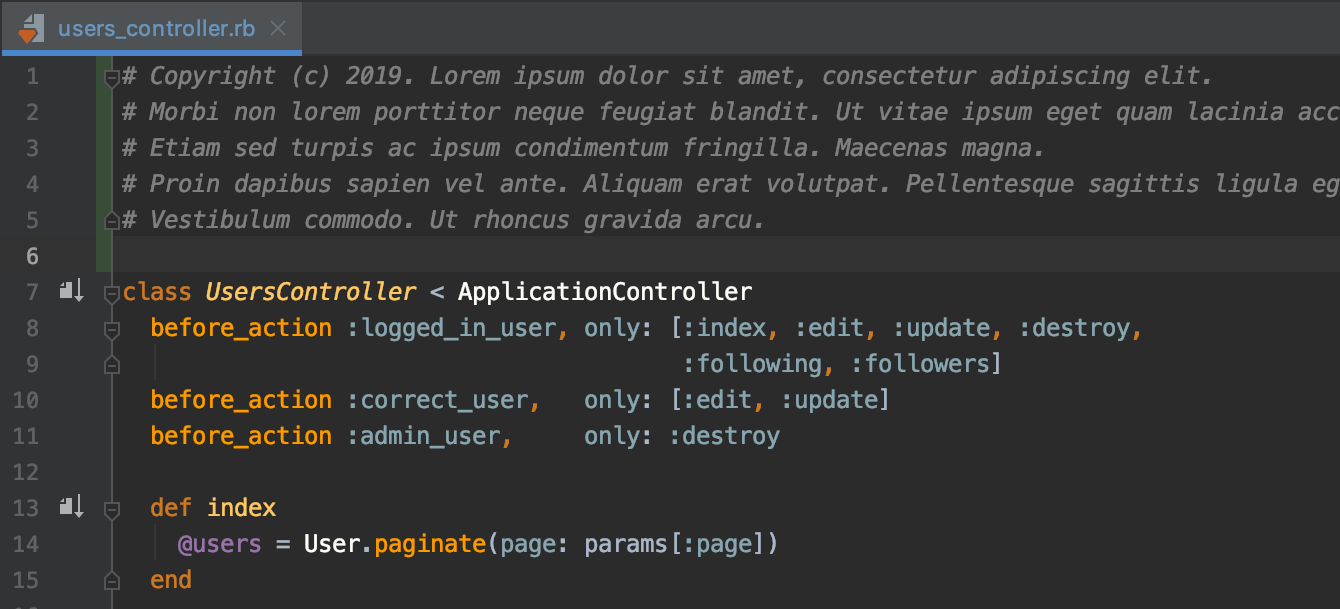 users_controller.rb
1 # Copyright (c) 2019. Lorem ipsum dolor sit amet, consectetur adipiscing elit.
2 # Morbi non lorem porttitor neque feugiat blandit. Ut vitae ipsum eget quam lacinia acc
3 # Etiam sed turpis ac ipsum condimentum fringilla. Maecenas magna.
4 # Proin dapibus sapien vel ante. Aliquam erat volutpat. Pellentesque sagittis ligula eg
5 # Vestibulum commodo. Ut rhoncus gravida arcu.
6
7 class UsersController < ApplicationController
8 before_action :logged_in_user, only: [:index, :edit, :update, :destroy,
9 :following, :followers]
10 before_action :correct_user, only: [:edit, :update]
11 before_action :admin_user, only: :destroy
12
13 def index
14 @users = User.paginate(page: params[:page])
15 end